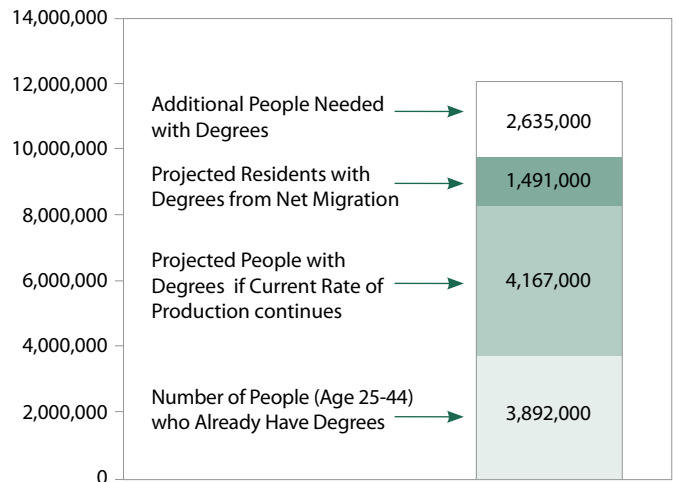 14,000,000
12,000,000
10,000,000
8,000,000
6,000,000
4,000,000
2,000,000
0
Additional People Needed
with Degrees
2,635,000
Projected Residents with
Degrees from Net Migration
1,491,000
Projected People with
Degrees if Current Rate of
Production continues
4,167,000
Number of People (Age 25-44)
who Already Have Degrees
3,892,000